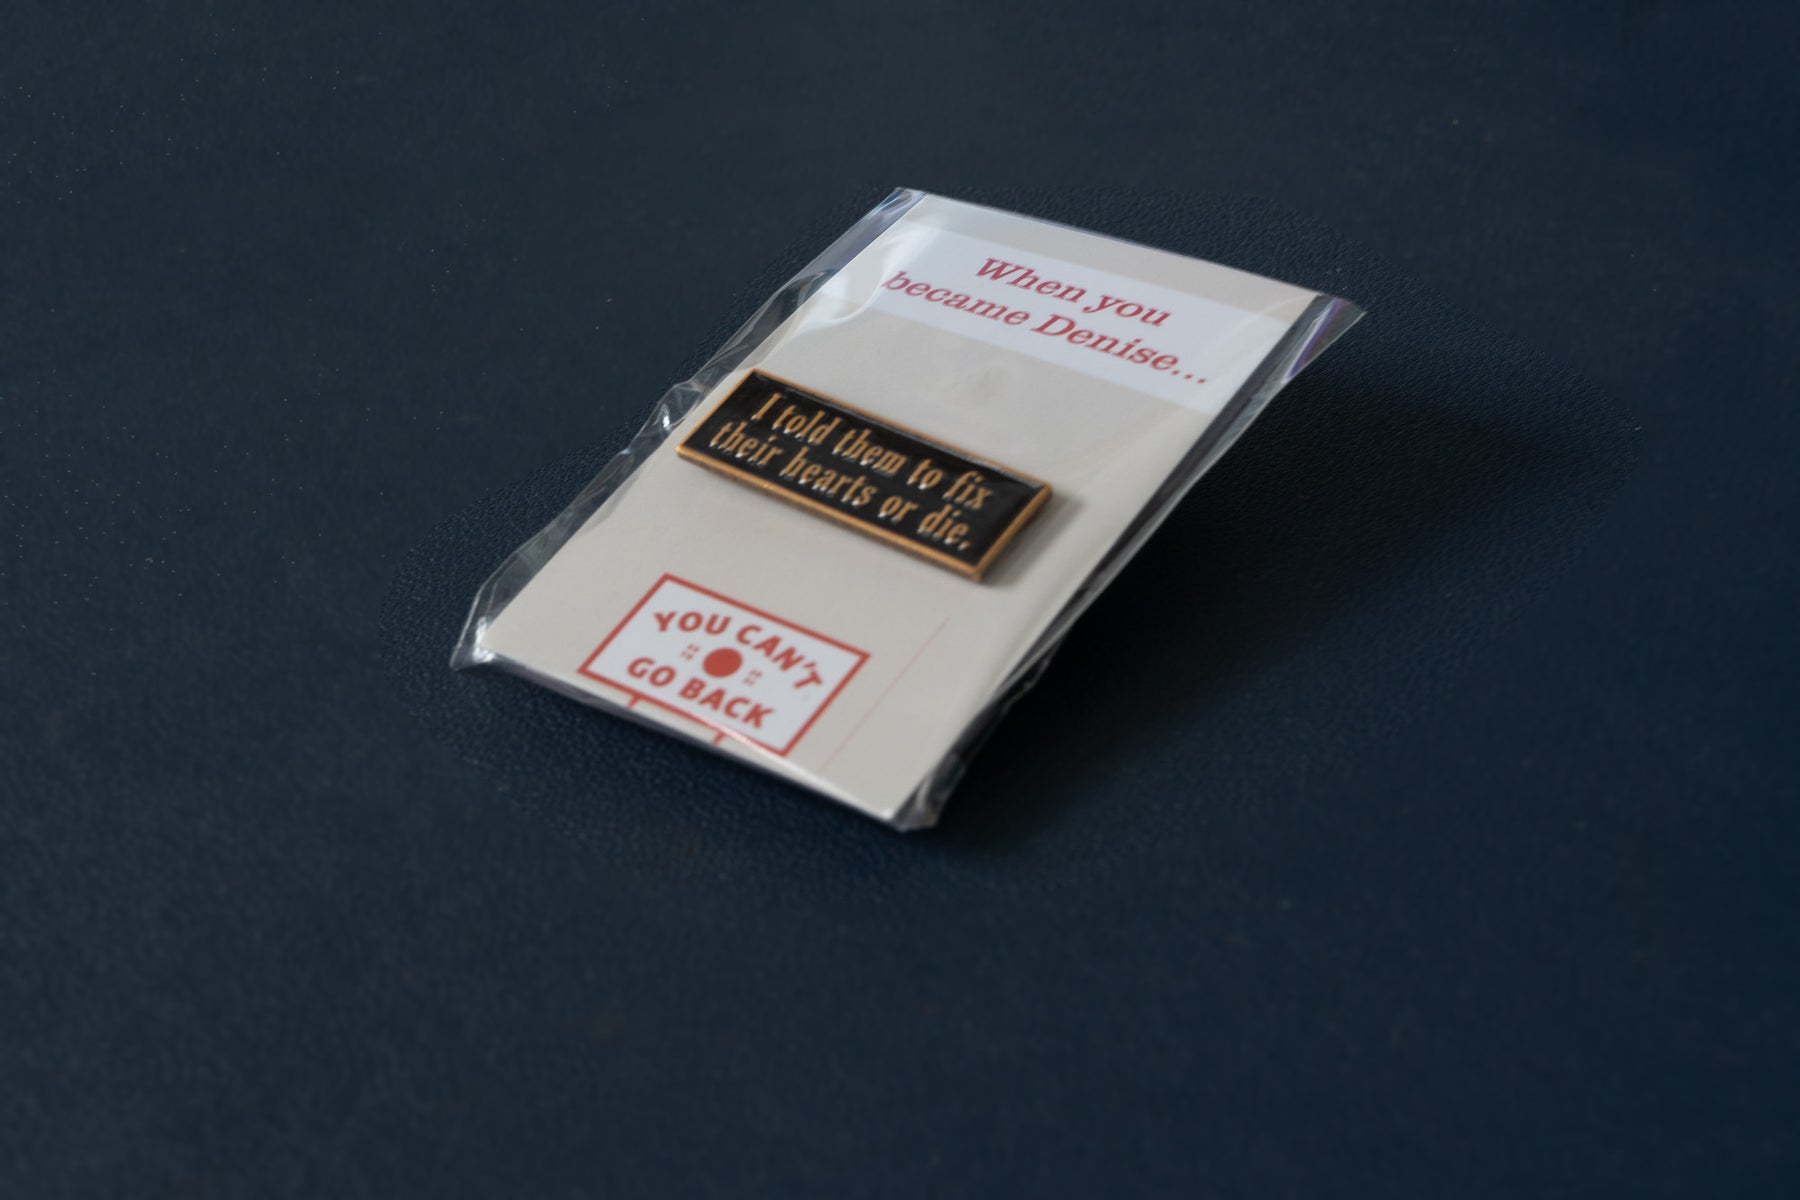 When you
became Denise...
I told them to fix
their hearts or die.
YOU CAN'T
GO BACK